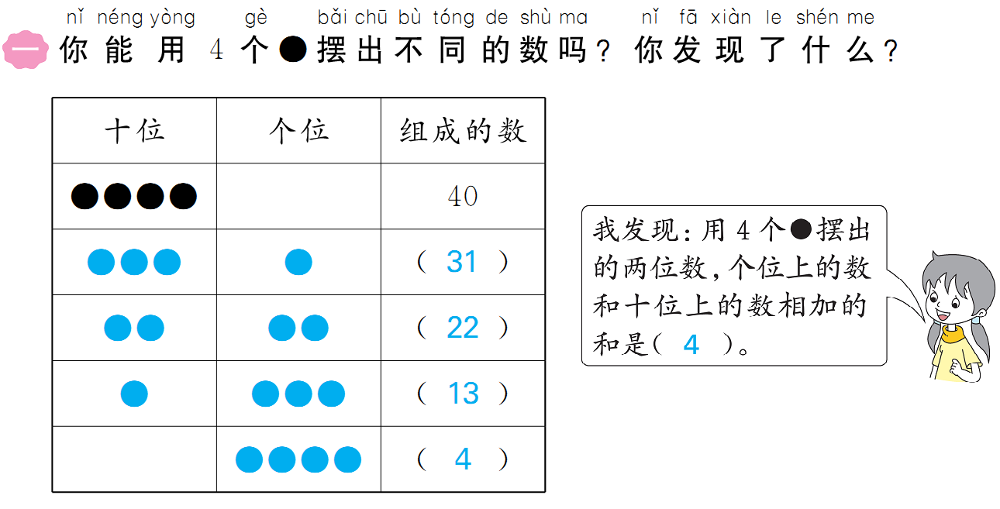 nǐ néng yòng gè bǎi chū bù tóng de shù ma nǐ fā xiàn le shén me
一 你能用 4 个●摆出不同的数吗？你发现了什么？
十位 个位 组成的数
●●●● 40
●●● ● （ 31 ）
●● ●● （ 22 ）
● ●●● （ 13 ）
●●●● （ 4 ）
我发现：用 4 个●摆出
的两位数，个位上的数
和十位上的数相加的
和是（ 4 ）。